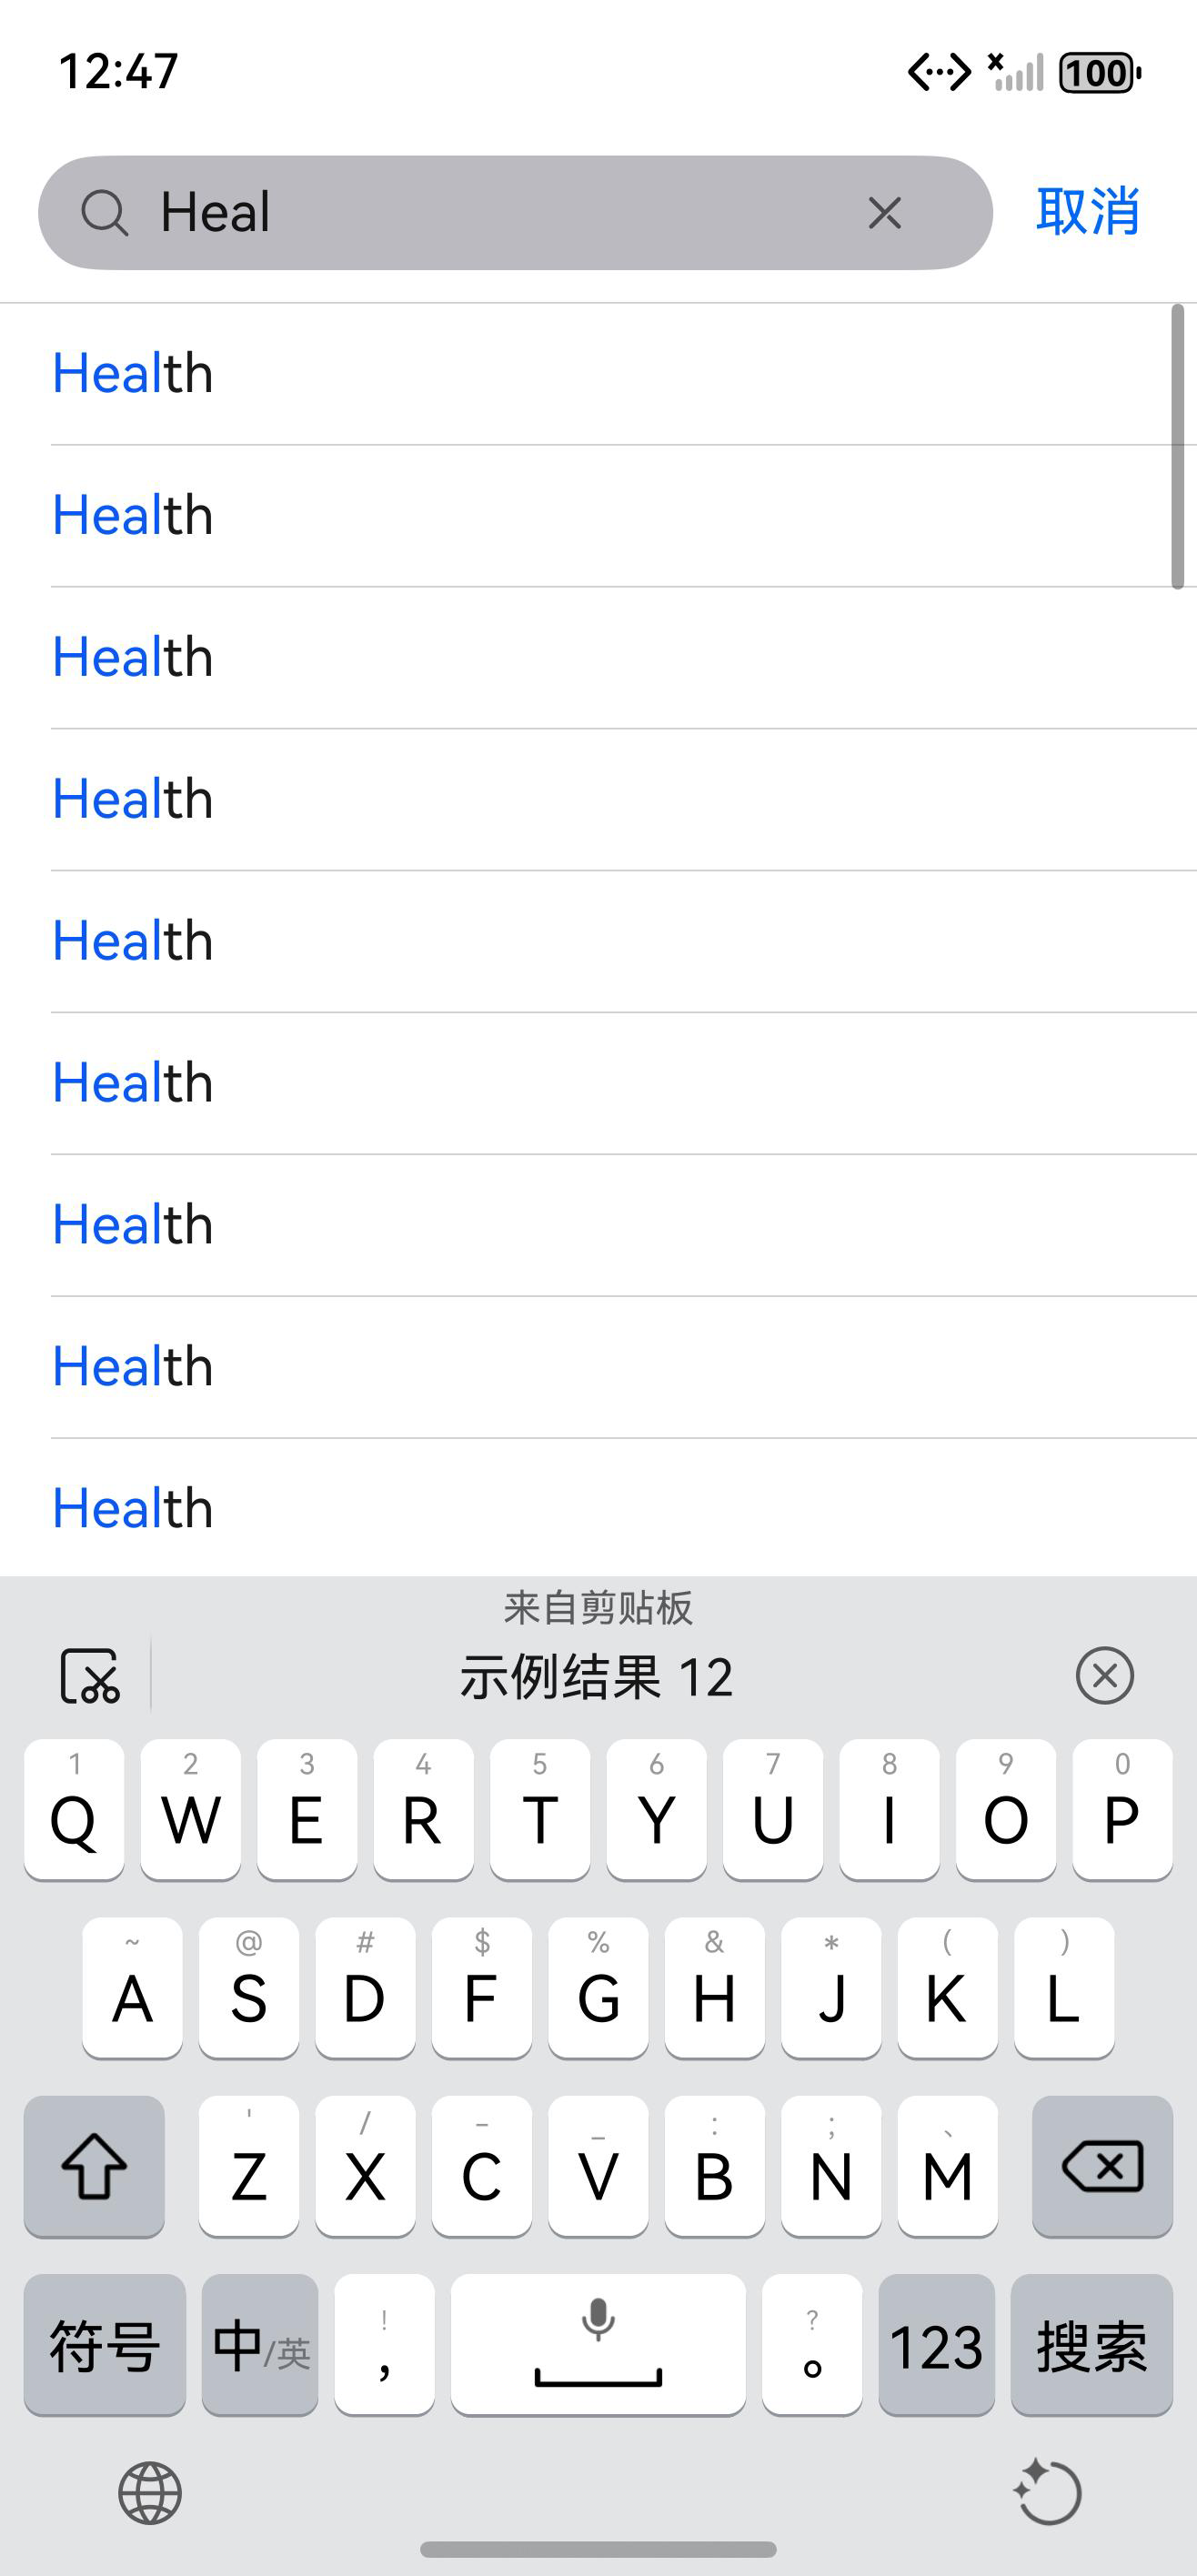 12:47
100
Heal
取消
Health
Health
Health
Health
Health
Health
Health
Health
Health
来自剪贴板
示例结果 12
1 2 3 4 5 6 7 8 9 0
Q W E R T Y U I O P
~ @ # $ % & * ( )
A S D F G H J K L
' / - _ : ; 、
Z X C V B N M
! ?
符号 中/英 , 。 123 搜索